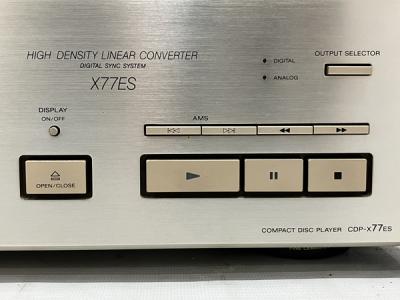 HIGH DENSITY LINEAR CONVERTER
DIGITAL SYNC SYSTEM
X77ES
OUTPUT SELECTOR
DIGITAL
ANALOG
DISPLAY
ON/OFF
AMS
OPEN/CLOSE
COMPACT DISC PLAYER CDP-X77ES